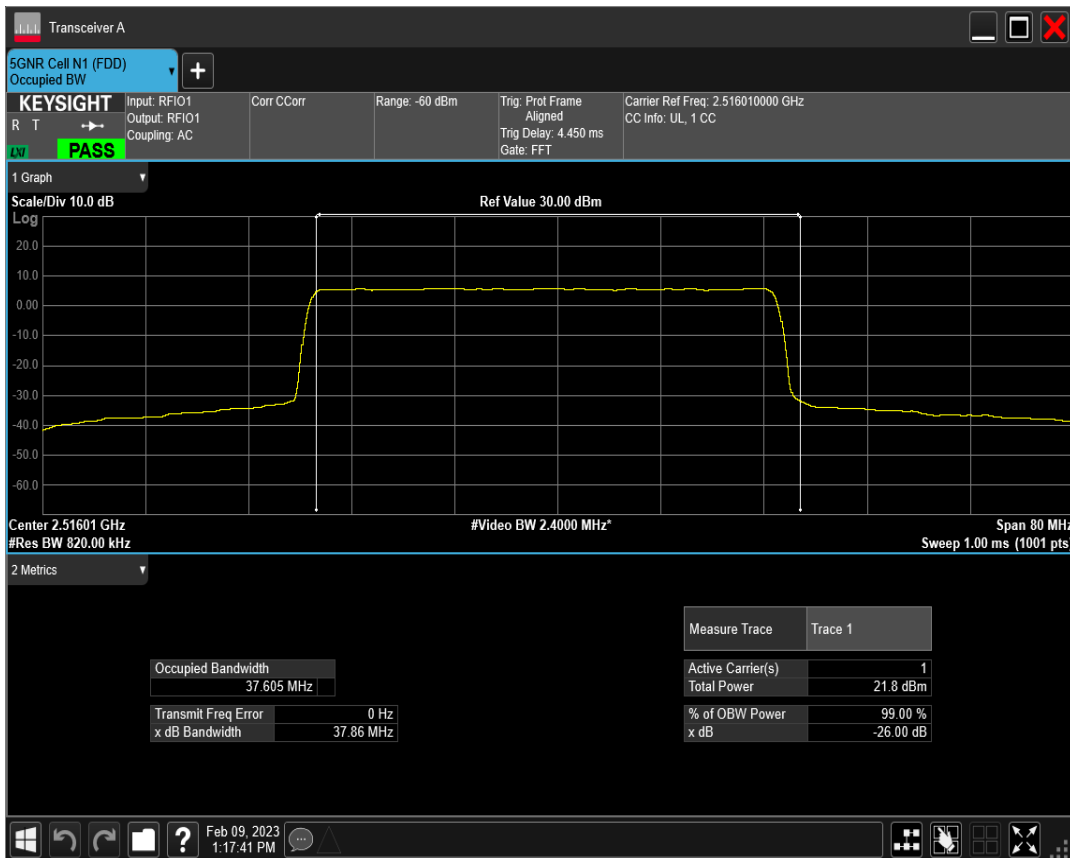 Transceiver A
5GNR Cell N1 (FDD)
Occupied BW
KEYSIGHT
R T
LXI
PASS
Input: RFIO1
Output: RFIO1
Coupling: AC
Corr CCorr
Range: -60 dBm
Trig: Prot Frame
Aligned
Trig Delay: 4.450 ms
Gate: FFT
Carrier Ref Freq: 2.516010000 GHz
CC Info: UL, 1 CC
1 Graph
Scale/Div 10.0 dB
Ref Value 30.00 dBm
Log
20.0
10.0
0.00
-10.0
-20.0
-30.0
-40.0
-50.0
-60.0
Center 2.51601 GHz
#Video BW 2.4000 MHz*
Span 80 MHz
#Res BW 820.00 kHz
Sweep 1.00 ms (1001 pts)
2 Metrics
Measure Trace Trace 1
Occupied Bandwidth
37.605 MHz
Active Carrier(s) 1
Total Power 21.8 dBm
Transmit Freq Error 0 Hz
x dB Bandwidth 37.86 MHz
% of OBW Power 99.00 %
x dB -26.00 dB
?
Feb 09, 2023
1:17:41 PM